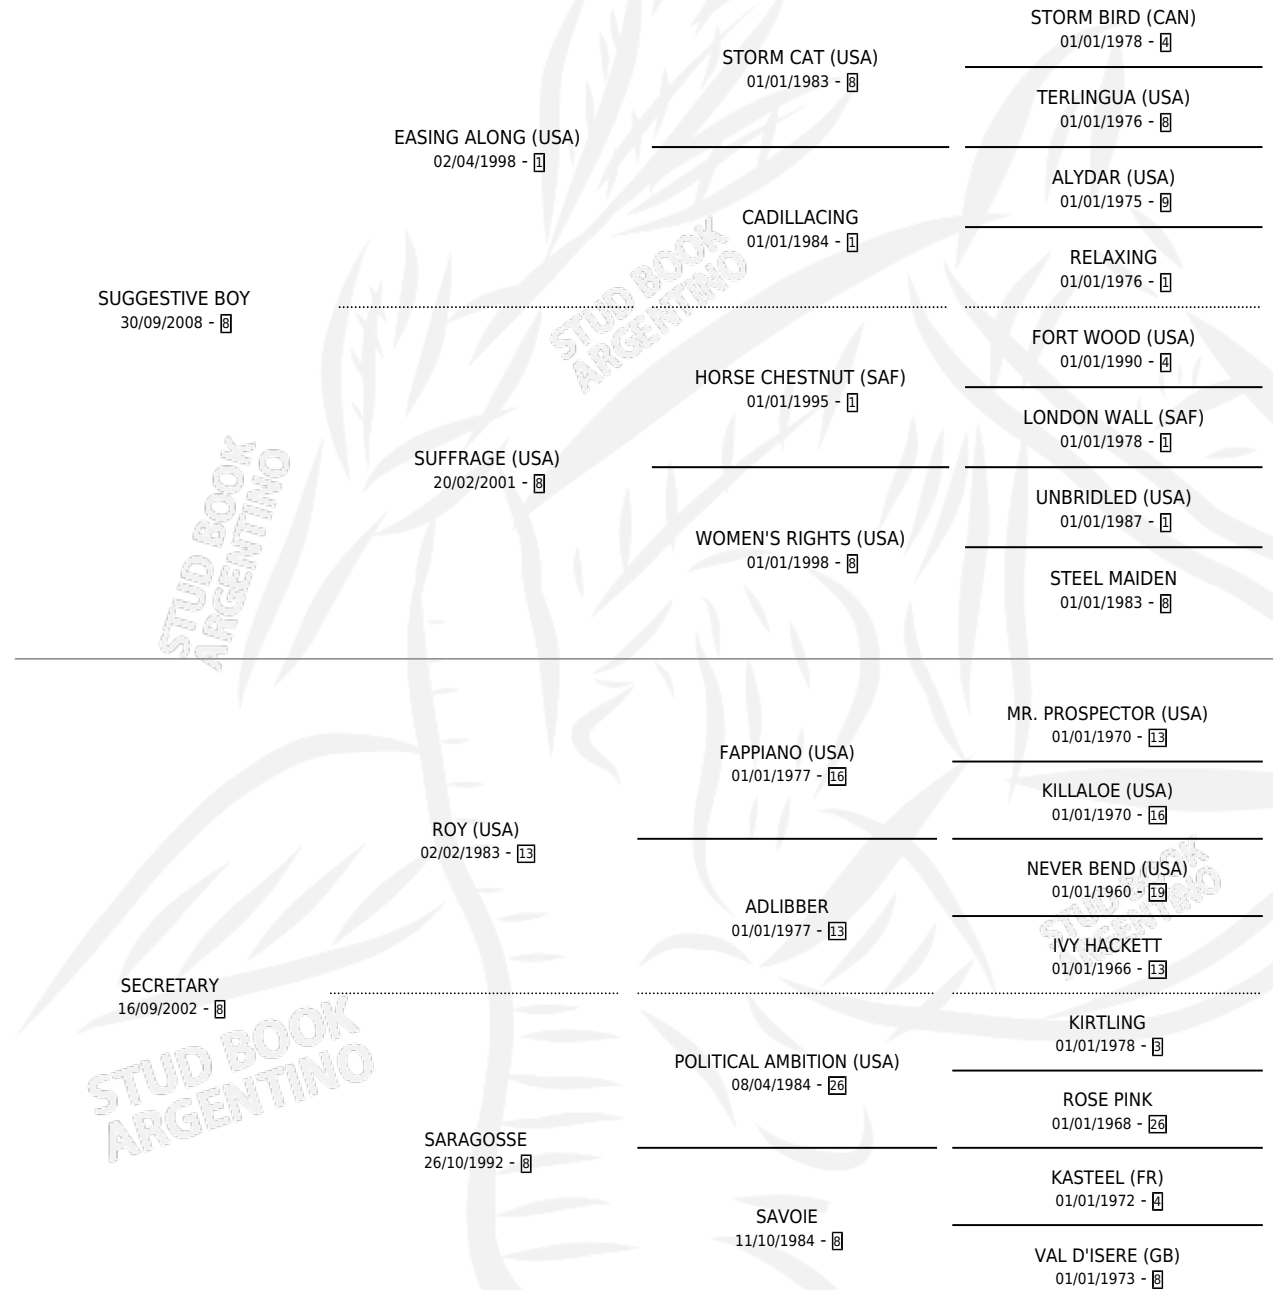 STORM BIRD (CAN)
01/01/1978 - 4
STORM CAT (USA)
01/01/1983 - 8
TERLINGUA (USA)
01/01/1976 - 8
EASING ALONG (USA)
02/04/1998 - 1
ALYDAR (USA)
01/01/1975 - 9
CADILLACING
01/01/1984 - 1
RELAXING
01/01/1976 - 1
SUGGESTIVE BOY
30/09/2008 - 8
FORT WOOD (USA)
01/01/1990 - 4
HORSE CHESTNUT (SAF)
01/01/1995 - 1
LONDON WALL (SAF)
01/01/1978 - 1
SUFFRAGE (USA)
20/02/2001 - 8
UNBRIDLED (USA)
01/01/1987 - 1
WOMEN'S RIGHTS (USA)
01/01/1998 - 8
STEEL MAIDEN
01/01/1983 - 8
MR. PROSPECTOR (USA)
01/01/1970 - 13
FAPPIANO (USA)
01/01/1977 - 16
KILLALOE (USA)
01/01/1970 - 16
ROY (USA)
02/02/1983 - 13
NEVER BEND (USA)
01/01/1960 - 19
ADLIBBER
01/01/1977 - 13
IVY HACKETT
01/01/1966 - 13
SECRETARY
16/09/2002 - 8
KIRTLING
01/01/1978 - 3
POLITICAL AMBITION (USA)
08/04/1984 - 26
ROSE PINK
01/01/1968 - 26
SARAGOSSE
26/10/1992 - 8
KASTEEL (FR)
01/01/1972 - 4
SAVOIE
11/10/1984 - 8
VAL D'ISERE (GB)
01/01/1973 - 8
STUD BOOK
ARGENTINO
STUD BOOK
ARGENTINO
STUD BOOK
ARGENTINO
STUD BOOK
ARGENTINO